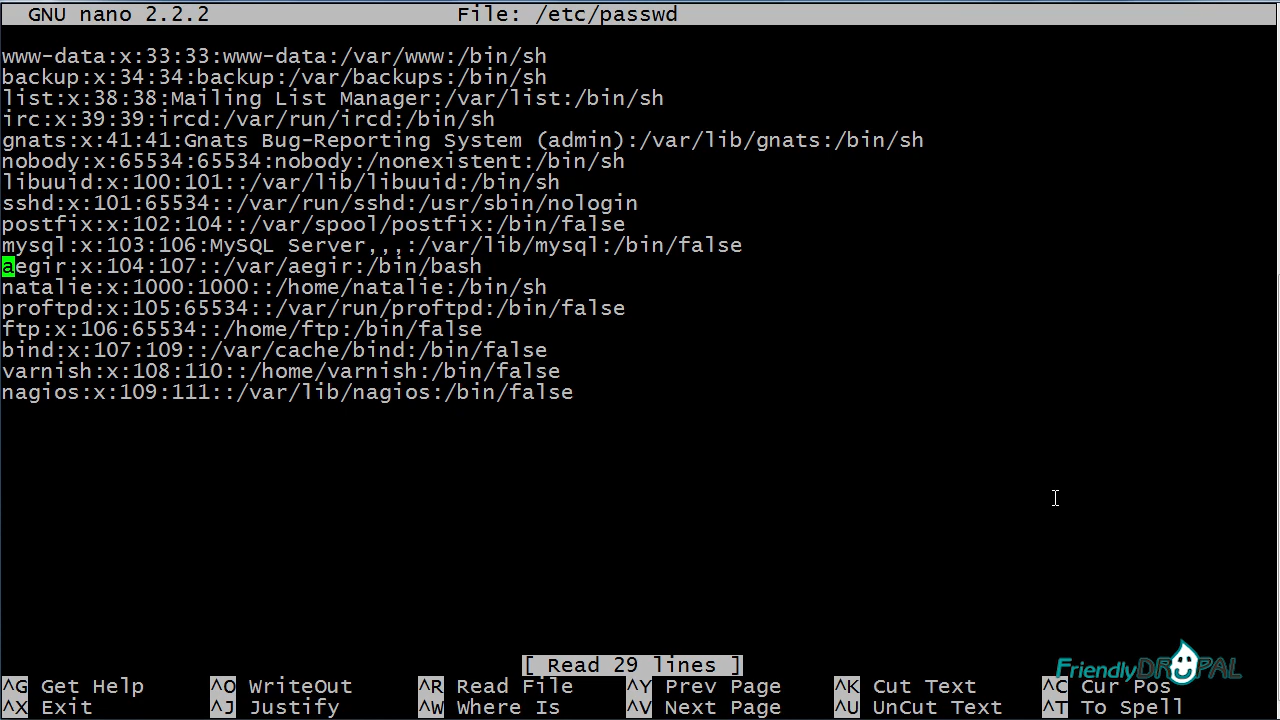 GNU nano 2.2.2 File: /etc/passwd
www-data:x:33:33:www-data:/var/www:/bin/sh
backup:x:34:34:backup:/var/backups:/bin/sh
list:x:38:38:Mailing List Manager:/var/list:/bin/sh
irc:x:39:39:ircd:/var/run/ircd:/bin/sh
gnats:x:41:41:Gnats Bug-Reporting System (admin):/var/lib/gnats:/bin/sh
nobody:x:65534:65534:nobody:/nonexistent:/bin/sh
libuuid:x:100:101::/var/lib/libuuid:/bin/sh
sshd:x:101:65534::/var/run/sshd:/usr/sbin/nologin
postfix:x:102:104::/var/spool/postfix:/bin/false
mysql:x:103:106:MySQL Server,,,:/var/lib/mysql:/bin/false
aegir:x:104:107::/var/aegir:/bin/bash
natalie:x:1000:1000::/home/natalie:/bin/sh
proftpd:x:105:65534::/var/run/proftpd:/bin/false
ftp:x:106:65534::/home/ftp:/bin/false
bind:x:107:109::/var/cache/bind:/bin/false
varnish:x:108:110::/home/varnish:/bin/false
nagios:x:109:111::/var/lib/nagios:/bin/false
[ Read 29 lines ]
FriendlyDRUPAL
^G Get Help ^O WriteOut ^R Read File ^Y Prev Page ^K Cut Text ^C Cur Pos
^X Exit ^J Justify ^W Where Is ^V Next Page ^U UnCut Text ^T To Spell